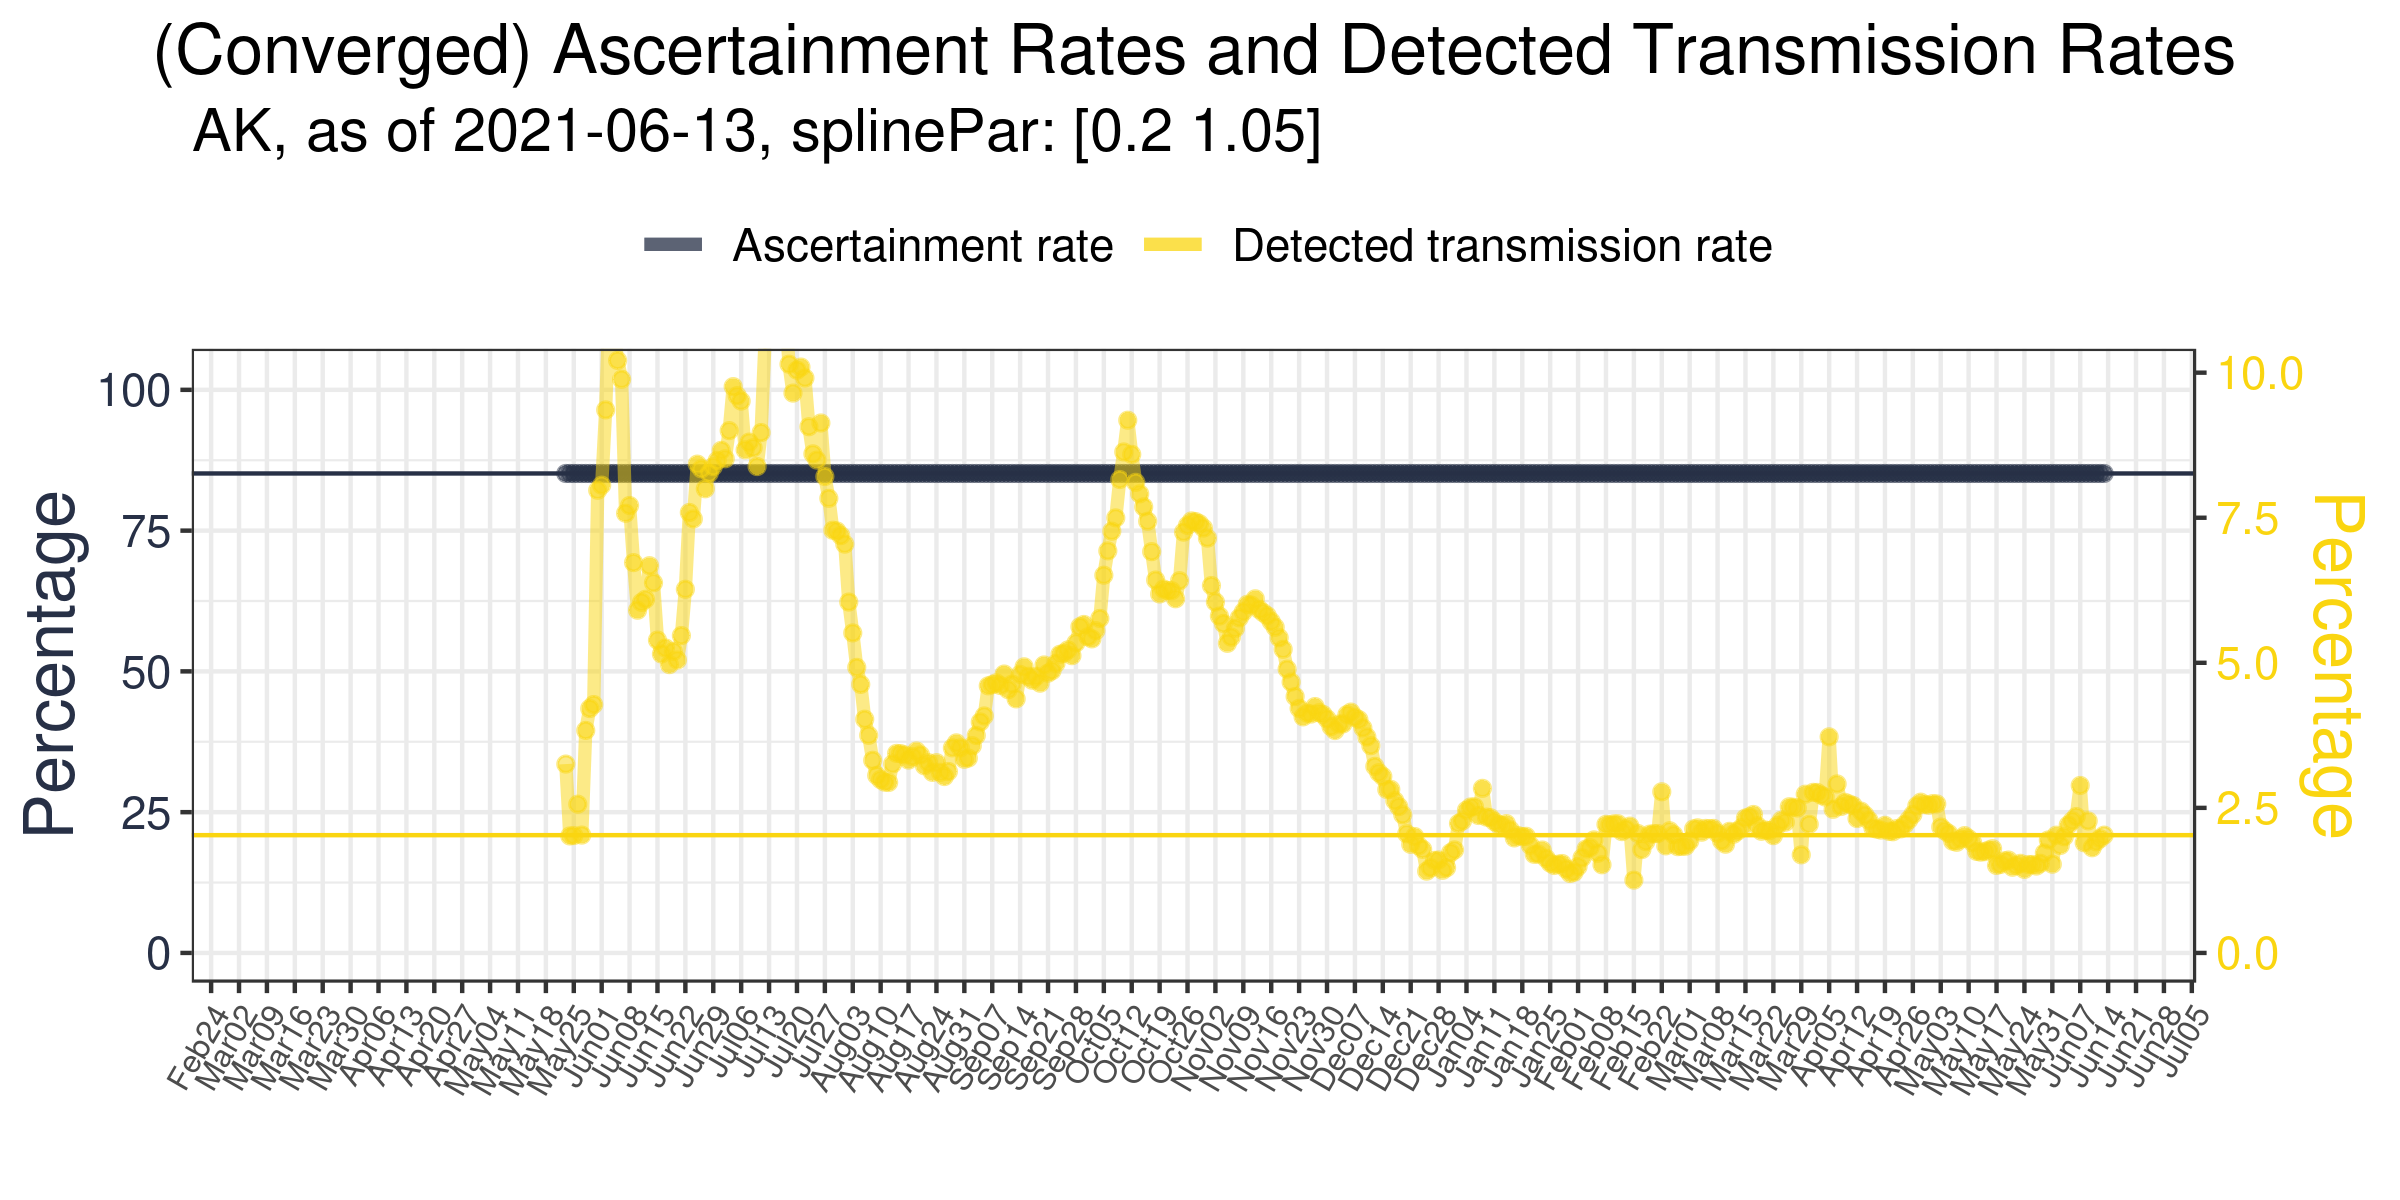 (Converged) Ascertainment Rates and Detected Transmission Rates
AK, as of 2021-06-13, splinePar: [0.2 1.05]
Ascertainment rate
Detected transmission rate
Percentage
100
75
50
25
0
10.0
7.5
5.0
2.5
0.0
Percentage
Feb24
Mar02
Mar09
Mar16
Mar23
Mar30
Apr06
Apr13
Apr20
Apr27
May04
May11
May18
May25
Jun01
Jun08
Jun15
Jun22
Jun29
Jul06
Jul13
Jul20
Jul27
Aug03
Aug10
Aug17
Aug24
Aug31
Sep07
Sep14
Sep21
Sep28
Oct05
Oct12
Oct19
Oct26
Nov02
Nov09
Nov16
Nov23
Nov30
Dec07
Dec14
Dec21
Dec28
Jan04
Jan11
Jan18
Jan25
Feb01
Feb08
Feb15
Feb22
Mar01
Mar08
Mar15
Mar22
Mar29
Apr05
Apr12
Apr19
Apr26
May03
May10
May17
May24
May31
Jun07
Jun14
Jun21
Jun28
Jul05